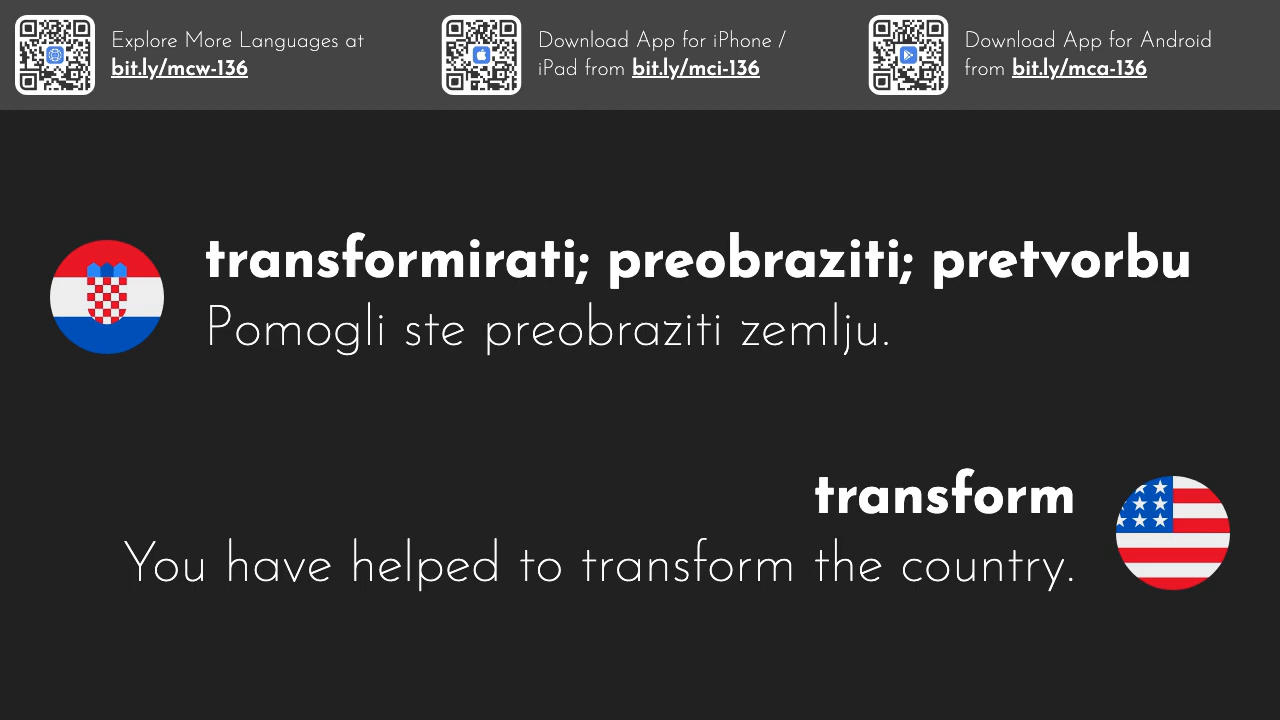 Explore More Languages at
bit.ly/mcw-136
Download App for iPhone /
iPad from bit.ly/mci-136
Download App for Android
from bit.ly/mca-136
transformirati; preobraziti; pretvorbu
Pomogli ste preobraziti zemlju.
transform
You have helped to transform the country.